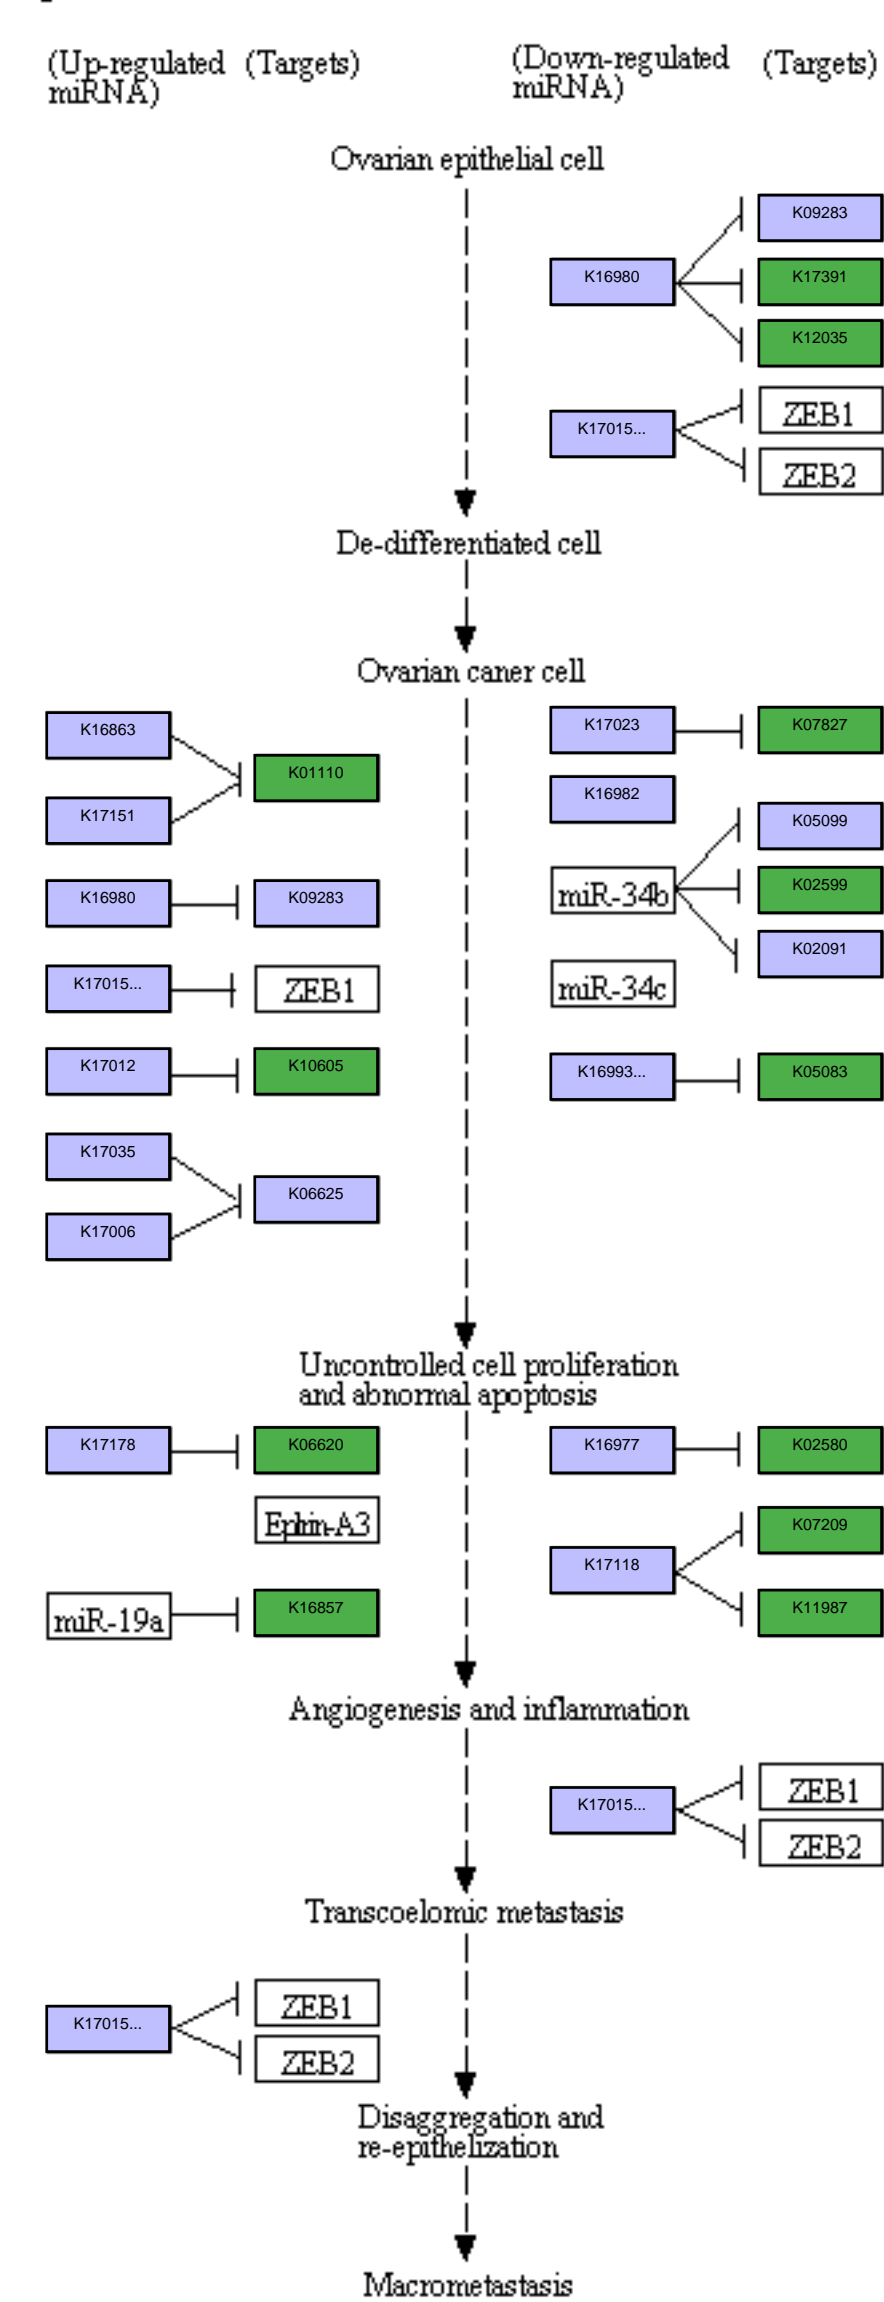 (Up-regulated (Targets) (Down-regulated (Targets)
miRNA) miRNA)
Ovarian epithelial cell
K09283
K16980 K17391
K12035
ZEB1
K17015...
ZEB2
De-differentiated cell
Ovarian caner cell
K16863 K17023 K07827
K01110
K16982
K17151 K05099
K16980 K09283 miR-34b K02599
K02091
K17015... ZEB1 miR-34c
K17012 K10605 K16993... K05083
K17035
K06625
K17006
Uncontrolled cell proliferation
and abnormal apoptosis
K17178 K06620 K16977 K02580
Ephrin-A3 K07209
K17118
miR-19a K16857 K11987
Angiogenesis and inflammation
ZEB1
K17015...
ZEB2
Transcoelomic metastasis
ZEB1
K17015...
ZEB2
Disaggregation and
re-epithelization
Macrometastasis